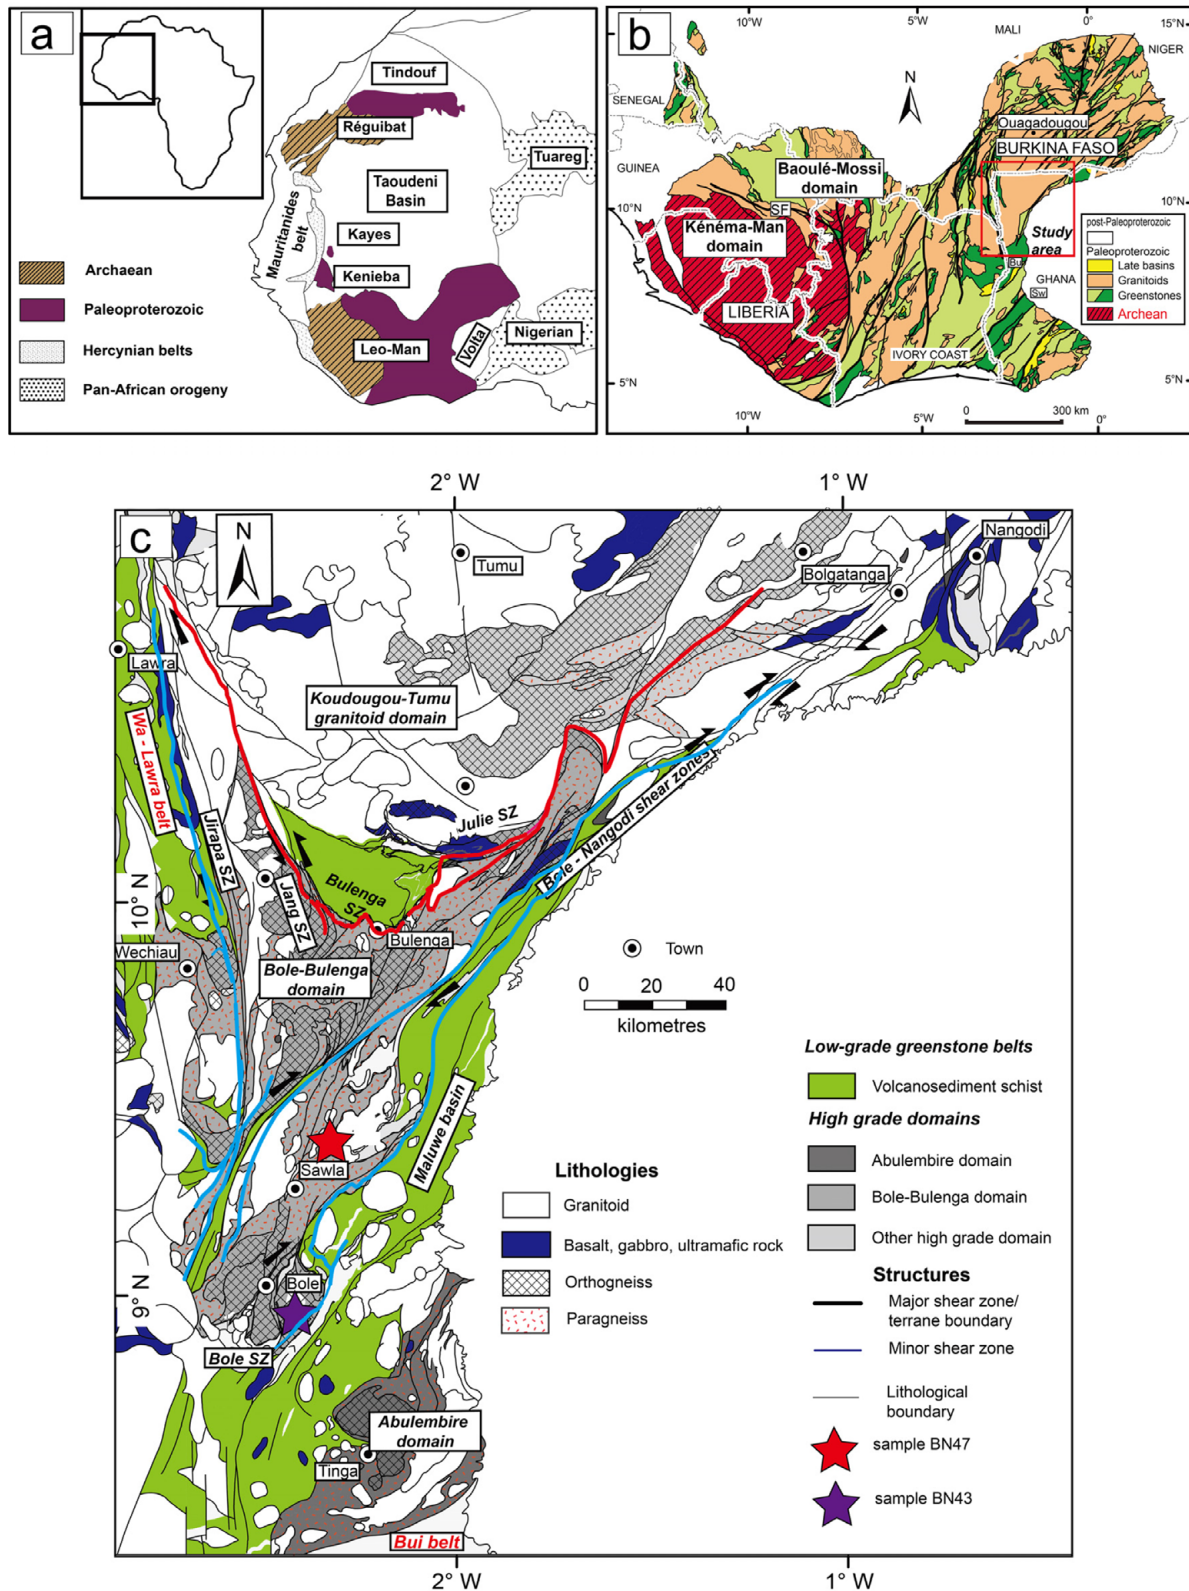 a
Tindouf
Réguibat
Tuareg
Taoudeni
Basin
Mauritanides
belt
Kayes
Kenieba
Leo-Man
Volta
Nigerian
Archaean
Paleoproterozoic
Hercynian belts
Pan-African orogeny
b
10°W
5°W
0°
15°N
MALI
NIGER
N
SENEGAL
Ouagadougou
BURKINA FASO
GUINEA
Baoulé-Mossi
domain
10°N
SF
10°N
Kénéma-Man
domain
Study
area
Bu
GHANA
Sw
LIBERIA
IVORY COAST
5°N
5°N
post-Paleoproterozoic
Paleoproterozoic
Late basins
Granitoids
Greenstones
Archean
10°W
5°W
0
300 km
0°
2° W
1° W
c
N
Nangodi
Tumu
Bolgatanga
Lawra
Koudougou-Tumu
granitoid domain
Wa - Lawra belt
Jirapa SZ
Julie SZ
Bole - Nangodi shear zones
Jang SZ
Bulenga
SZ
10° N
Bulenga
Wechiau
Bole-Bulenga
domain
Town
0 20 40
kilometres
Maluwe basin
Sawla
9° N
Bole
Bole SZ
Abulembire
domain
Tinga
Bui belt
Low-grade greenstone belts
Volcanosediment schist
High grade domains
Abulembire domain
Bole-Bulenga domain
Other high grade domain
Lithologies
Granitoid
Basalt, gabbro, ultramafic rock
Orthogneiss
Paragneiss
Structures
Major shear zone/
terrane boundary
Minor shear zone
Lithological
boundary
sample BN47
sample BN43
2° W
1° W